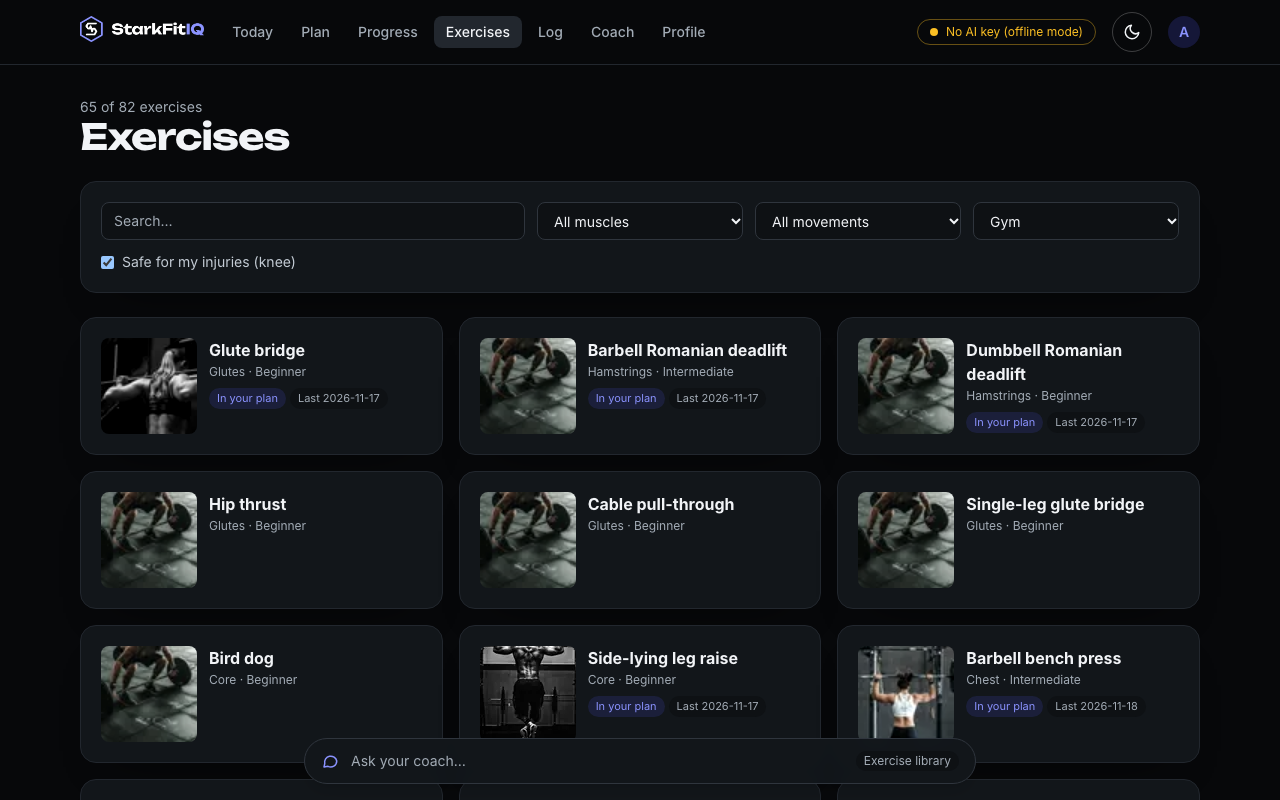 StarkFitIQ
Today
Plan
Progress
Exercises
Log
Coach
Profile
No AI key (offline mode)
A
65 of 82 exercises
Exercises
Search...
All muscles
All movements
Gym
Safe for my injuries (knee)
Glute bridge
Glutes · Beginner
In your plan
Last 2026-11-17
Barbell Romanian deadlift
Hamstrings · Intermediate
In your plan
Last 2026-11-17
Dumbbell Romanian
deadlift
Hamstrings · Beginner
In your plan
Last 2026-11-17
Hip thrust
Glutes · Beginner
Cable pull-through
Glutes · Beginner
Single-leg glute bridge
Glutes · Beginner
Bird dog
Core · Beginner
Side-lying leg raise
Core · Beginner
In your plan
Last 2026-11-17
Barbell bench press
Chest · Intermediate
In your plan
Last 2026-11-18
Ask your coach...
Exercise library